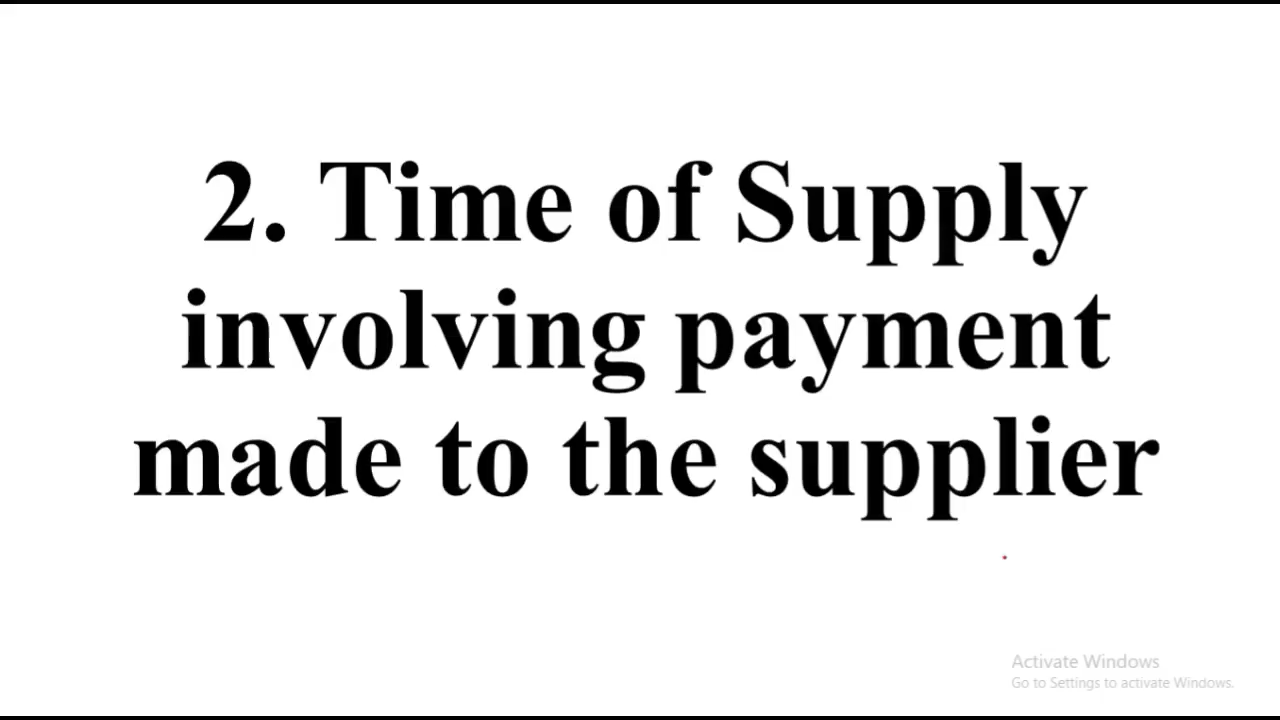 2. Time of Supply
involving payment
made to the supplier
Activate Windows
Go to Settings to activate Windows.